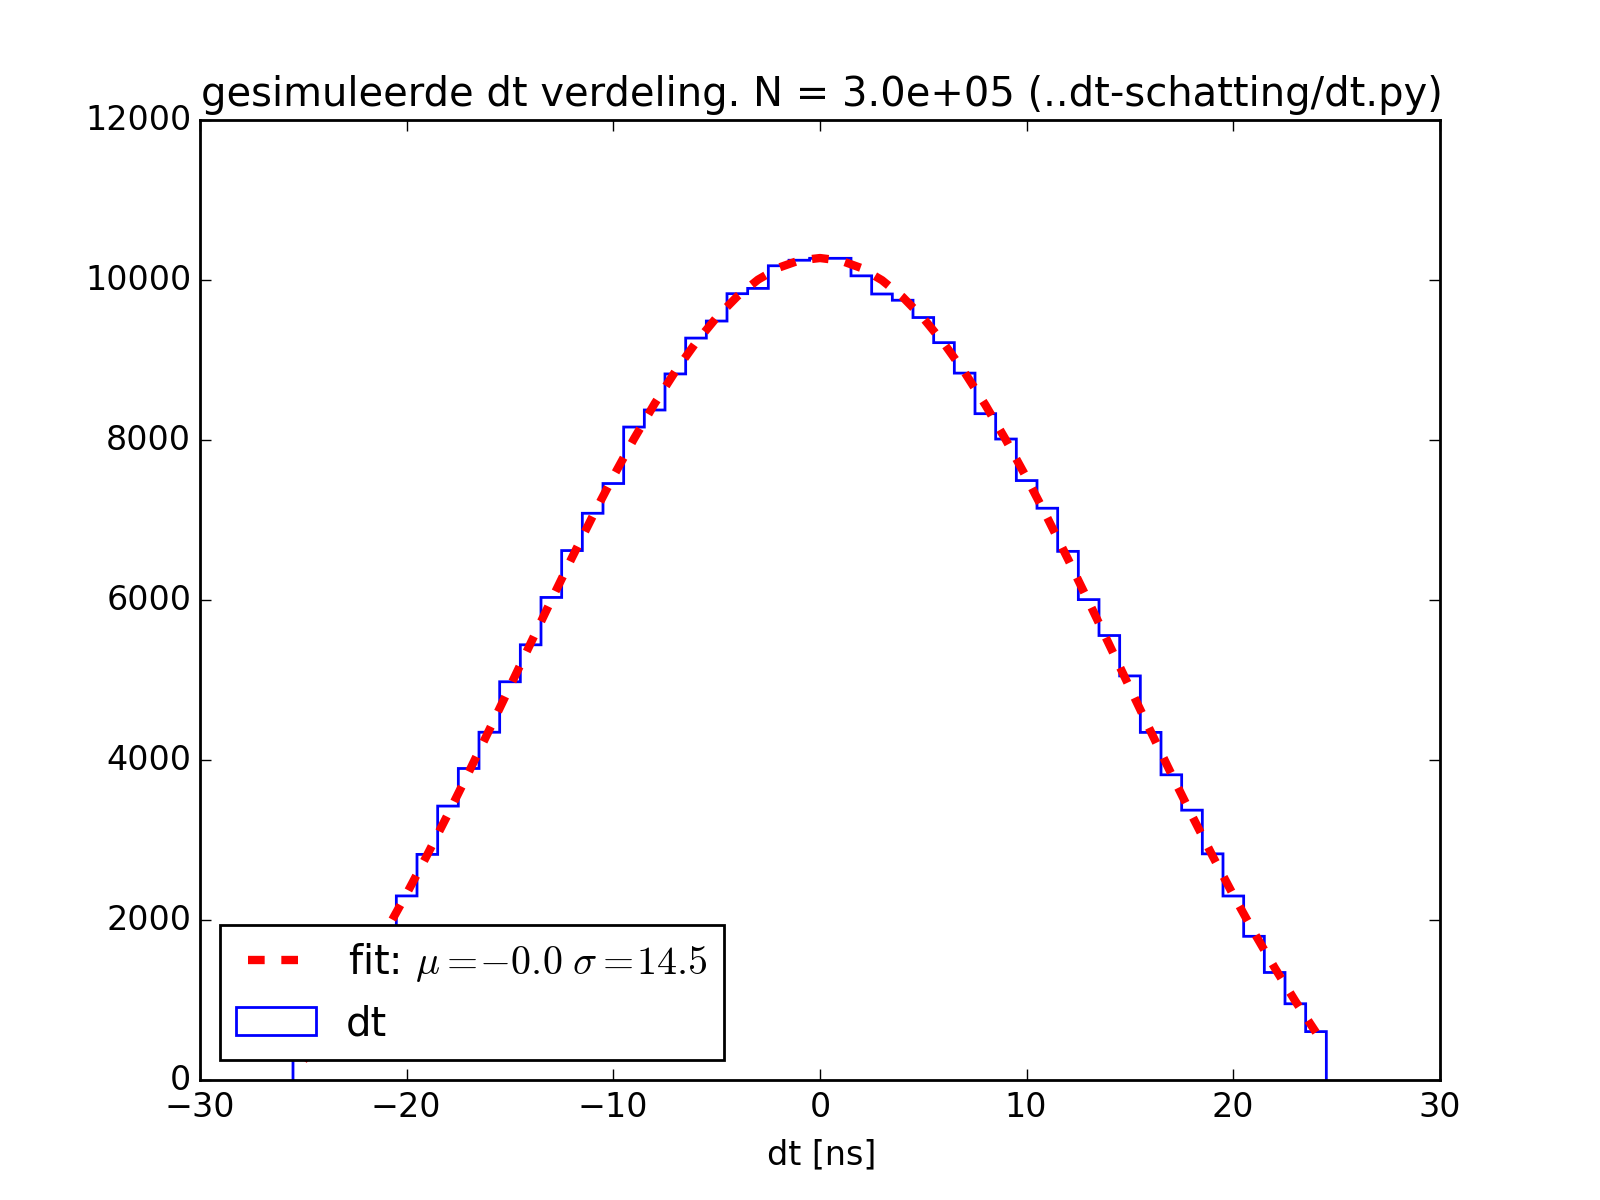 gesimuleerde dt verdeling. N = 3.0e+05 (..dt-schatting/dt.py)
12000
10000
8000
6000
4000
2000
0
fit: μ=−0.0 σ=14.5
dt
−30 −20 −10 0 10 20 30
dt [ns]